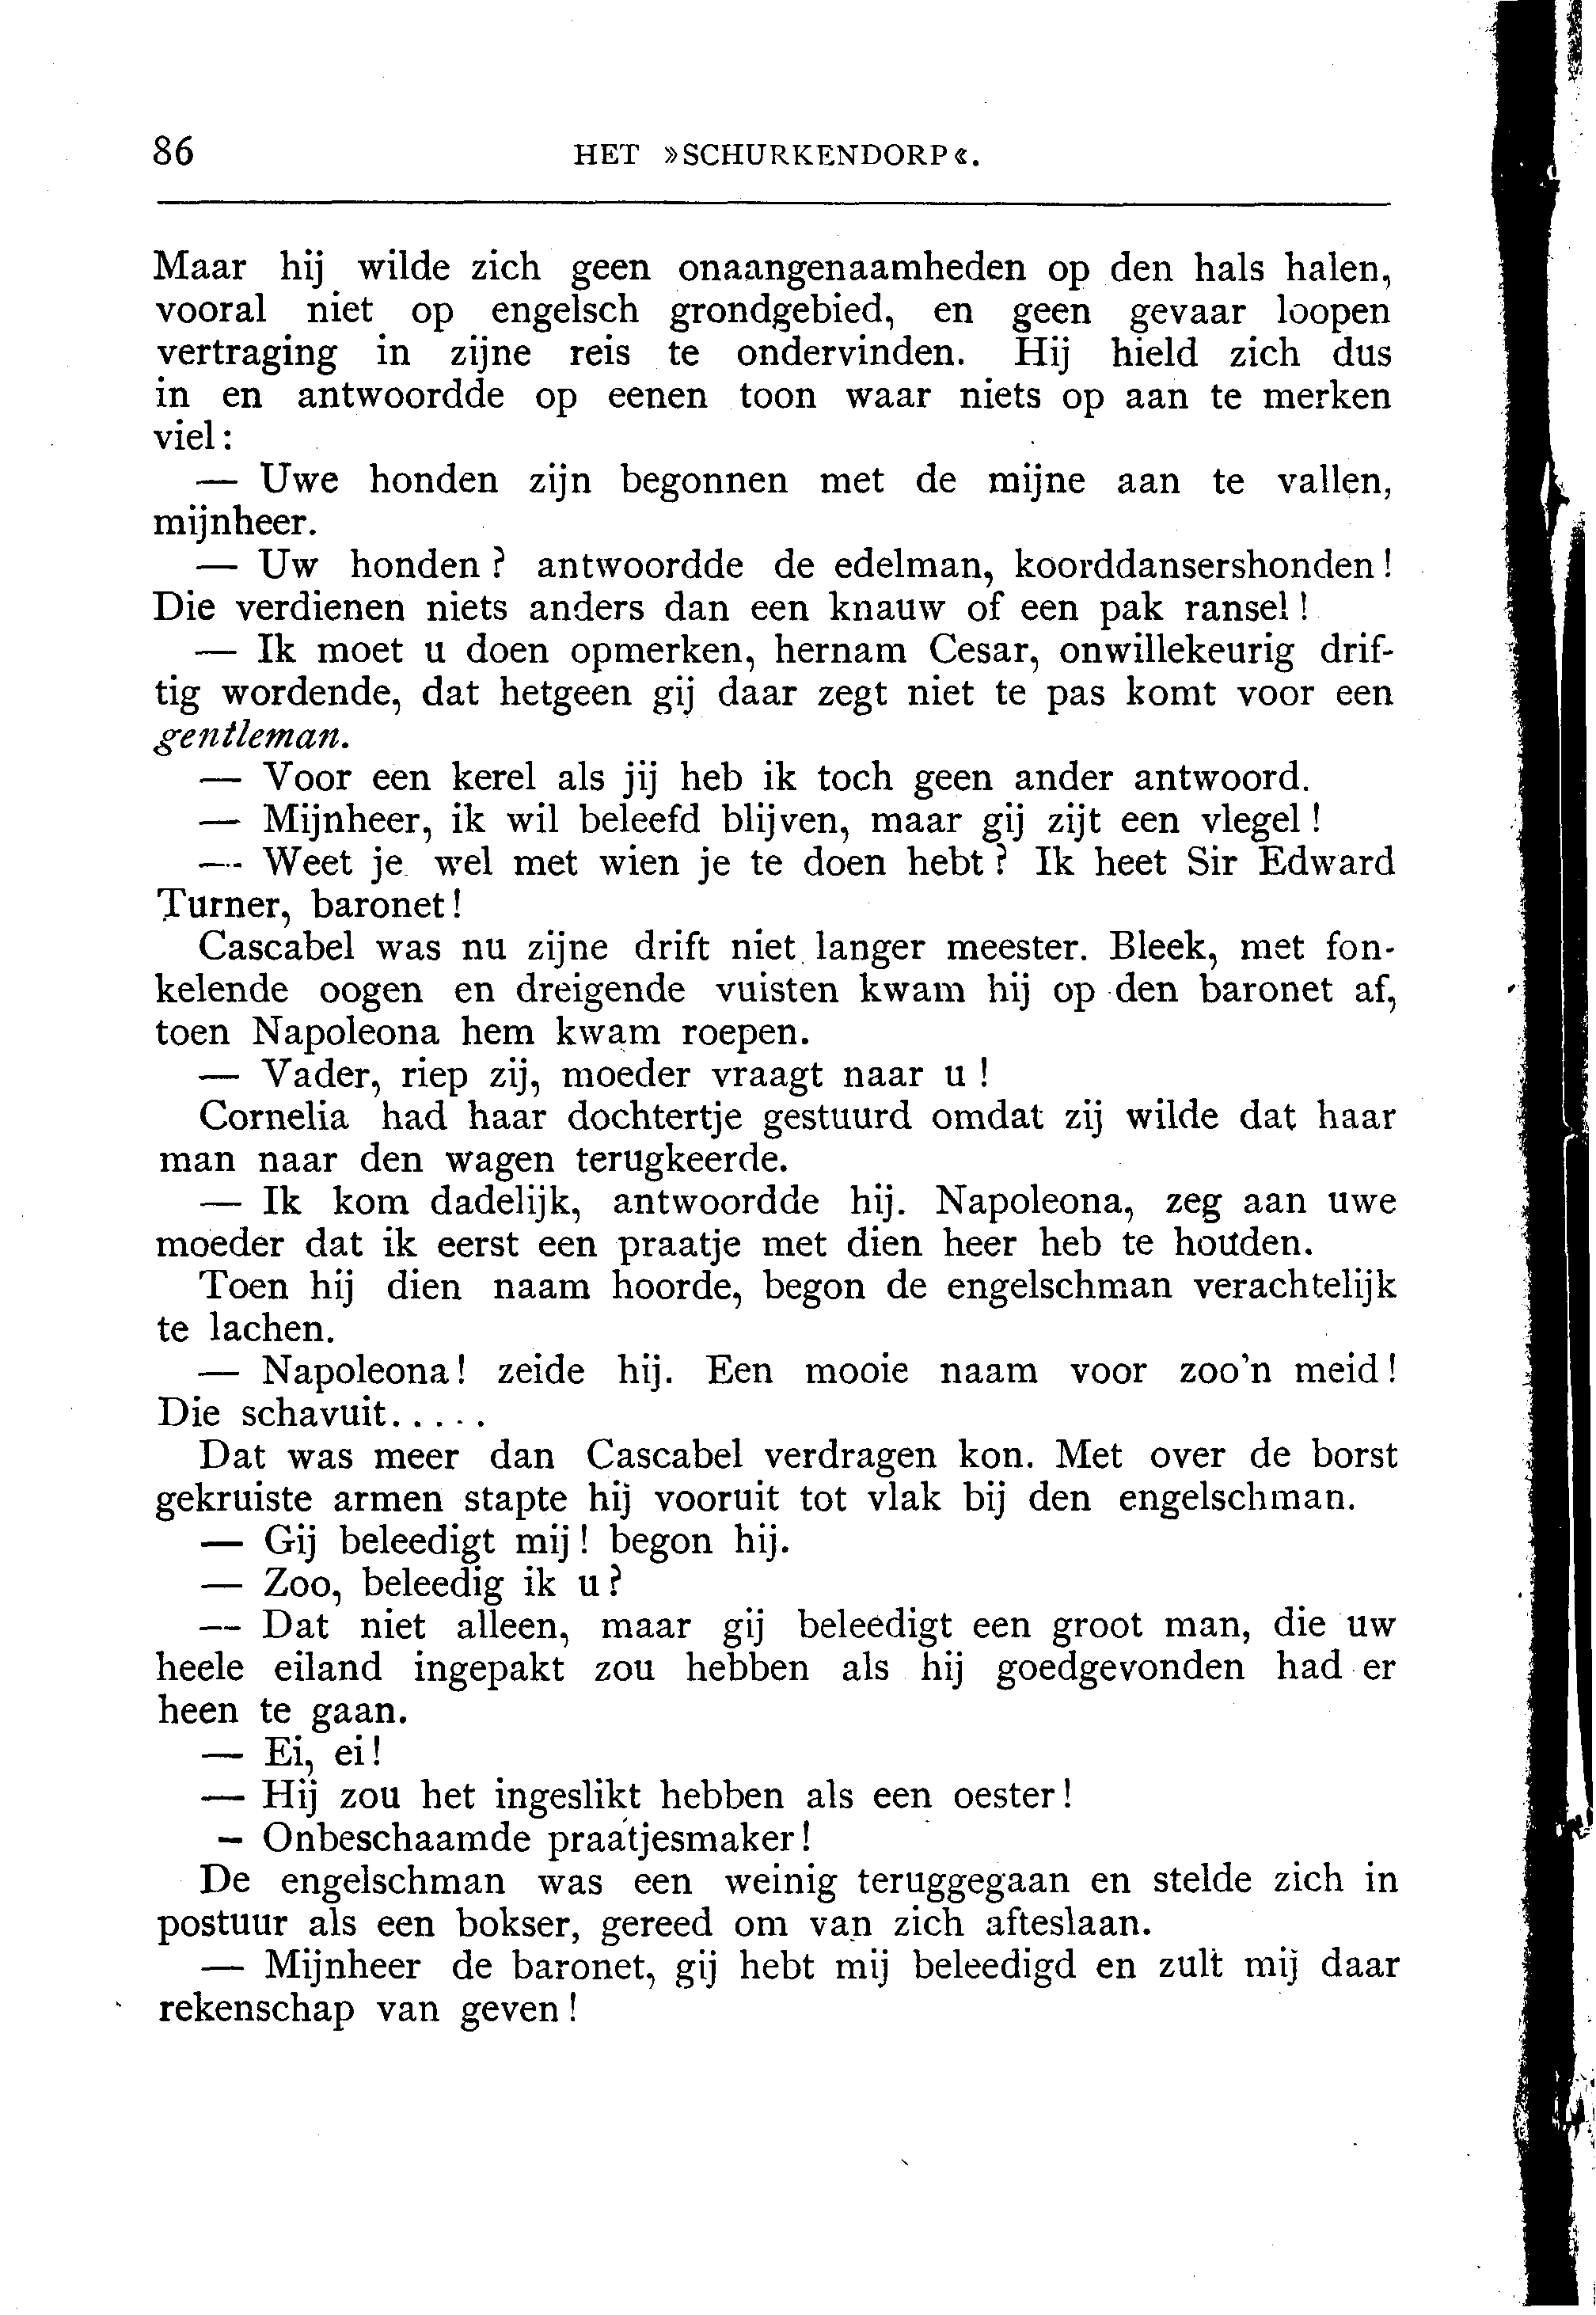 86
HET »SCHURKENDORP«.
Maar hij wilde zich geen onaangenaamheden op den hals halen,
vooral niet op engelsch grondgebied, en geen gevaar loopen
vertraging in zijne reis te ondervinden. Hij hield zich dus
in en antwoordde op eenen toon waar niets op aan te merken
viel:
— Uwe honden zijn begonnen met de mijne aan te vallen,
mijnheer.
— Uw honden? antwoordde de edelman, koorddansershonden!
Die verdienen niets anders dan een knauw of een pak ransel!
— Ik moet u doen opmerken, hernam Cesar, onwillekeurig drif-
tig wordende, dat hetgeen gij daar zegt niet te pas komt voor een
gentleman.
— Voor een kerel als jij heb ik toch geen ander antwoord.
— Mijnheer, ik wil beleefd blijven, maar gij zijt een vlegel!
— Weet je wel met wien je te doen hebt? Ik heet Sir Edward
Turner, baronet!
Cascabel was nu zijne drift niet langer meester. Bleek, met fon-
kelende oogen en dreigende vuisten kwam hij op den baronet af,
toen Napoleona hem kwam roepen.
— Vader, riep zij, moeder vraagt naar u!
Cornelia had haar dochtertje gestuurd omdat zij wilde dat haar
man naar den wagen terugkeerde.
— Ik kom dadelijk, antwoordde hij. Napoleona, zeg aan uwe
moeder dat ik eerst een praatje met dien heer heb te houden.
Toen hij dien naam hoorde, begon de engelschman verachtelijk
te lachen.
— Napoleona! zeide hij. Een mooie naam voor zoo'n meid!
Die schavuit.....
Dat was meer dan Cascabel verdragen kon. Met over de borst
gekruiste armen stapte hij vooruit tot vlak bij den engelschman.
— Gij beleedigt mij! begon hij.
— Zoo, beleedig ik u?
— Dat niet alleen, maar gij beleedigt een groot man, die uw
heele eiland ingepakt zou hebben als hij goedgevonden had er
heen te gaan.
— Ei, ei!
— Hij zou het ingeslikt hebben als een oester!
– Onbeschaamde praatjesmaker!
De engelschman was een weinig teruggegaan en stelde zich in
postuur als een bokser, gereed om van zich afteslaan.
— Mijnheer de baronet, gij hebt mij beleedigd en zult mij daar
rekenschap van geven!